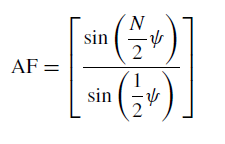 AF = [ sin ( N/2 ψ ) / sin ( 1/2 ψ ) ]